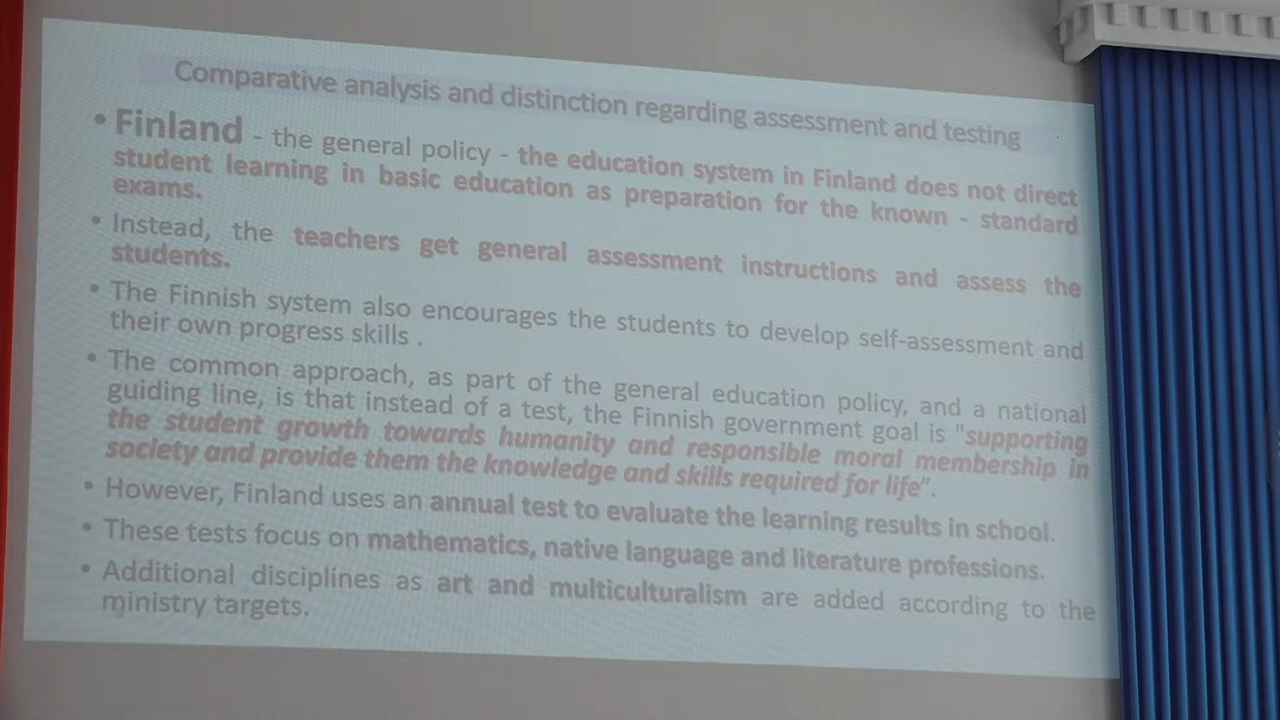 Comparative analysis and distinction regarding assessment and testing
• Finland - the general policy - the education system in Finland does not direct
student learning in basic education as preparation for the known - standard
exams.
• Instead, the teachers get general assessment instructions and assess the
students.
• The Finnish system also encourages the students to develop self-assessment and
their own progress skills .
• The common approach, as part of the general education policy, and a national
guiding line, is that instead of a test, the Finnish government goal is "supporting
the student growth towards humanity and responsible moral membership in
society and provide them the knowledge and skills required for life”.
• However, Finland uses an annual test to evaluate the learning results in school.
• These tests focus on mathematics, native language and literature professions.
• Additional disciplines as art and multiculturalism are added according to the
ministry targets.